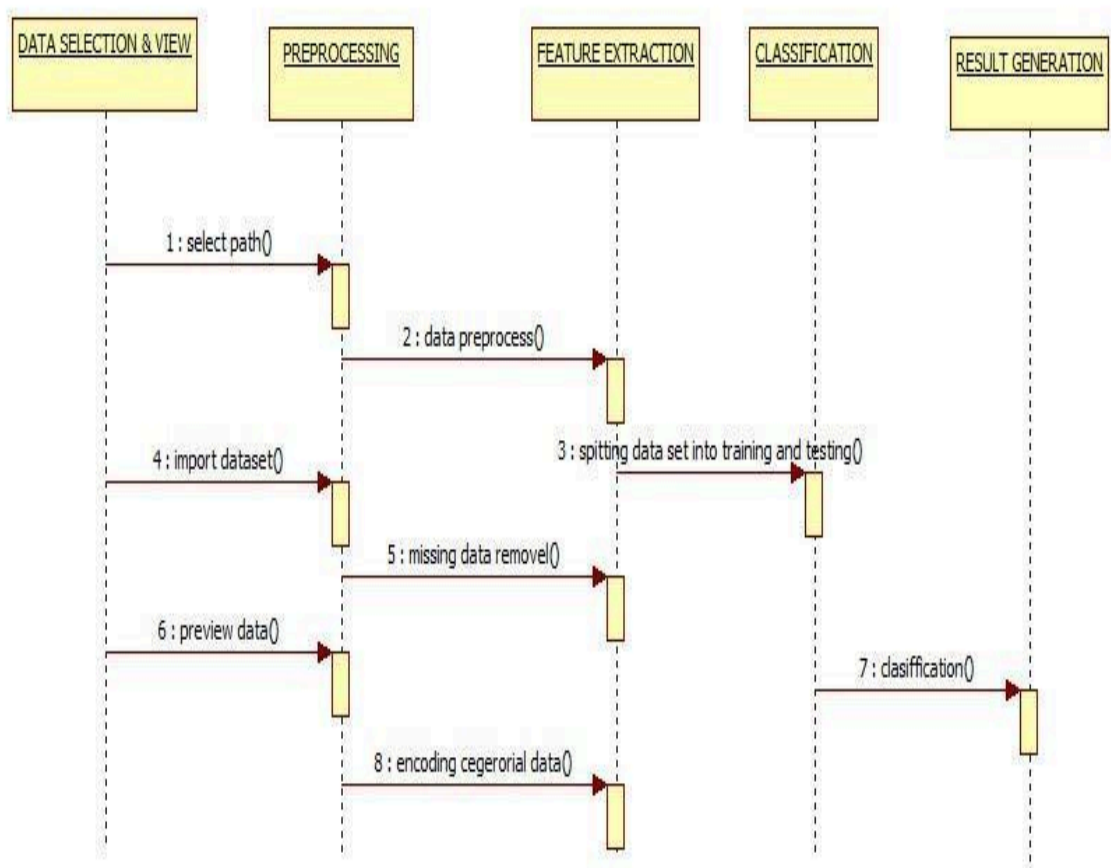 DATA SELECTION & VIEW
PREPROCESSING
FEATURE EXTRACTION
CLASSIFICATION
RESULT GENERATION
1 : select path()
2 : data preprocess()
3 : spitting data set into training and testing()
4 : import dataset()
5 : missing data removel()
6 : preview data()
7 : clasiffication()
8 : encoding cegerorial data()